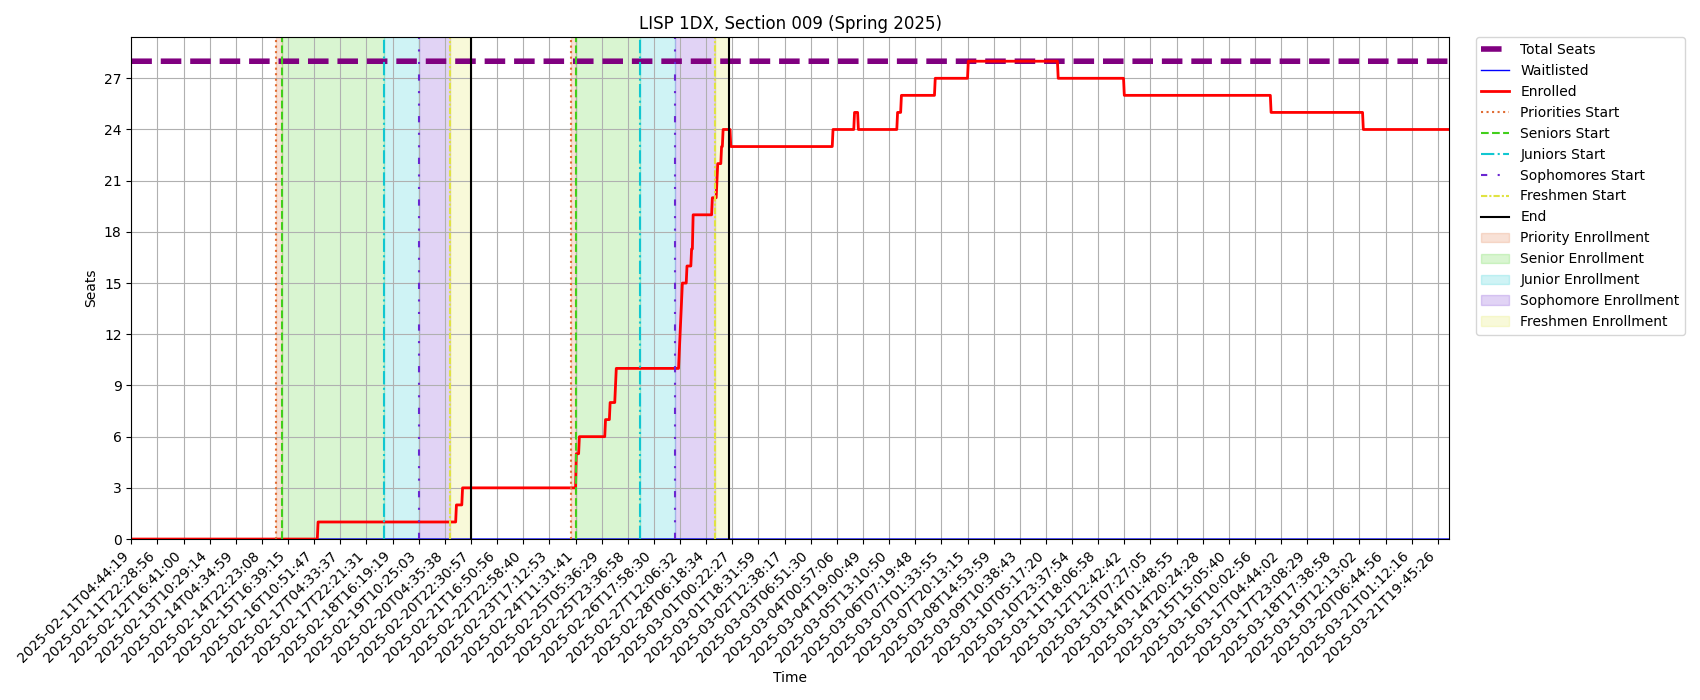 LISP 1DX, Section 009 (Spring 2025)
Total Seats
Waitlisted
Enrolled
Priorities Start
Seniors Start
Juniors Start
Sophomores Start
Freshmen Start
End
Priority Enrollment
Senior Enrollment
Junior Enrollment
Sophomore Enrollment
Freshmen Enrollment
Seats
27
24
21
18
15
12
9
6
3
0
2025-02-11T04:44:19
2025-02-11T22:28:56
2025-02-12T16:41:00
2025-02-13T10:29:14
2025-02-14T04:34:59
2025-02-14T22:23:08
2025-02-15T16:39:15
2025-02-16T10:51:47
2025-02-17T04:33:37
2025-02-17T22:21:31
2025-02-18T16:19:19
2025-02-19T10:25:03
2025-02-20T04:35:38
2025-02-20T22:30:57
2025-02-21T16:50:56
2025-02-22T22:58:40
2025-02-23T17:12:53
2025-02-24T11:31:41
2025-02-25T05:36:29
2025-02-25T23:36:58
2025-02-26T17:58:30
2025-02-27T12:06:32
2025-02-28T06:18:34
2025-03-01T00:22:27
2025-03-01T18:31:59
2025-03-02T12:38:17
2025-03-03T06:51:30
2025-03-04T00:57:06
2025-03-04T19:00:49
2025-03-05T13:10:50
2025-03-06T07:19:48
2025-03-07T01:33:55
2025-03-07T20:13:15
2025-03-08T14:53:59
2025-03-09T10:38:43
2025-03-10T05:17:20
2025-03-10T23:37:54
2025-03-11T18:06:58
2025-03-12T12:42:42
2025-03-13T07:27:05
2025-03-14T01:48:55
2025-03-14T20:24:28
2025-03-15T15:05:40
2025-03-16T10:02:56
2025-03-17T04:44:02
2025-03-17T23:08:29
2025-03-18T17:38:58
2025-03-19T12:13:02
2025-03-20T06:44:56
2025-03-21T01:12:16
2025-03-21T19:45:26
Time